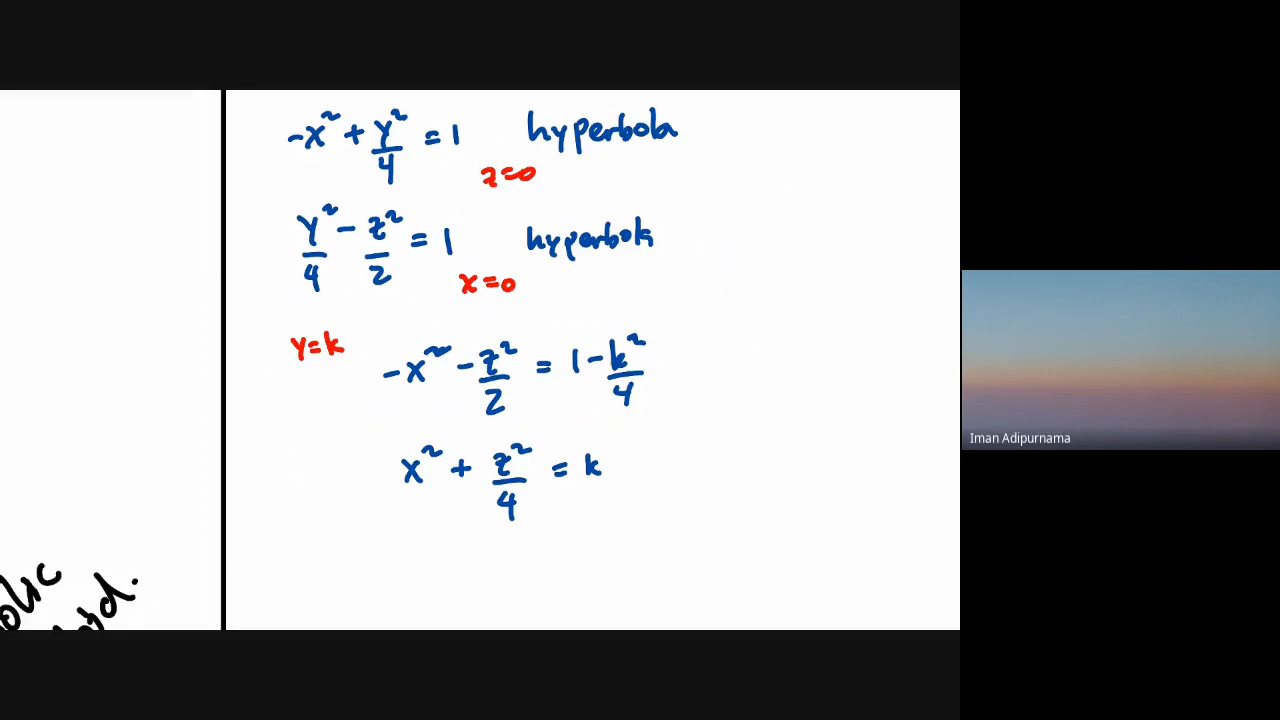 -x² + y²/4 = 1 hyperbola
z=0
y²/4 - z²/2 = 1 hyperbola
x=0
y=k
-x² - z²/2 = 1 - k²/4
x² + z²/4 = k
Iman Adipurnama